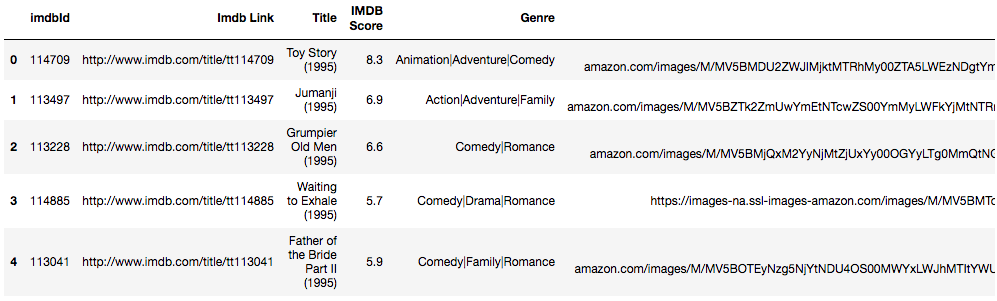 imdbId Imdb Link Title IMDB Score Genre
0 114709 http://www.imdb.com/title/tt114709 Toy Story
(1995) 8.3 Animation|Adventure|Comedy
amazon.com/images/M/MV5BMDU2ZWJlMjktMTRhMy00ZTA5LWEzNDgtYm
1 113497 http://www.imdb.com/title/tt113497 Jumanji
(1995) 6.9 Action|Adventure|Family
amazon.com/images/M/MV5BZTk2ZmUwYmEtNTcwZS00YmMyLWFkYjMtNTR
2 113228 http://www.imdb.com/title/tt113228 Grumpier
Old Men
(1995) 6.6 Comedy|Romance
amazon.com/images/M/MV5BMjQxM2YyNjMtZjUxYy00OGYyLTg0MmQtN
3 114885 http://www.imdb.com/title/tt114885 Waiting
to Exhale
(1995) 5.7 Comedy|Drama|Romance
https://images-na.ssl-images-amazon.com/images/M/MV5BMT
4 113041 http://www.imdb.com/title/tt113041 Father of
the Bride
Part II
(1995) 5.9 Comedy|Family|Romance
amazon.com/images/M/MV5BOTEyNzg5NjYtNDU4OS00MWYxLWJhMTItYWU